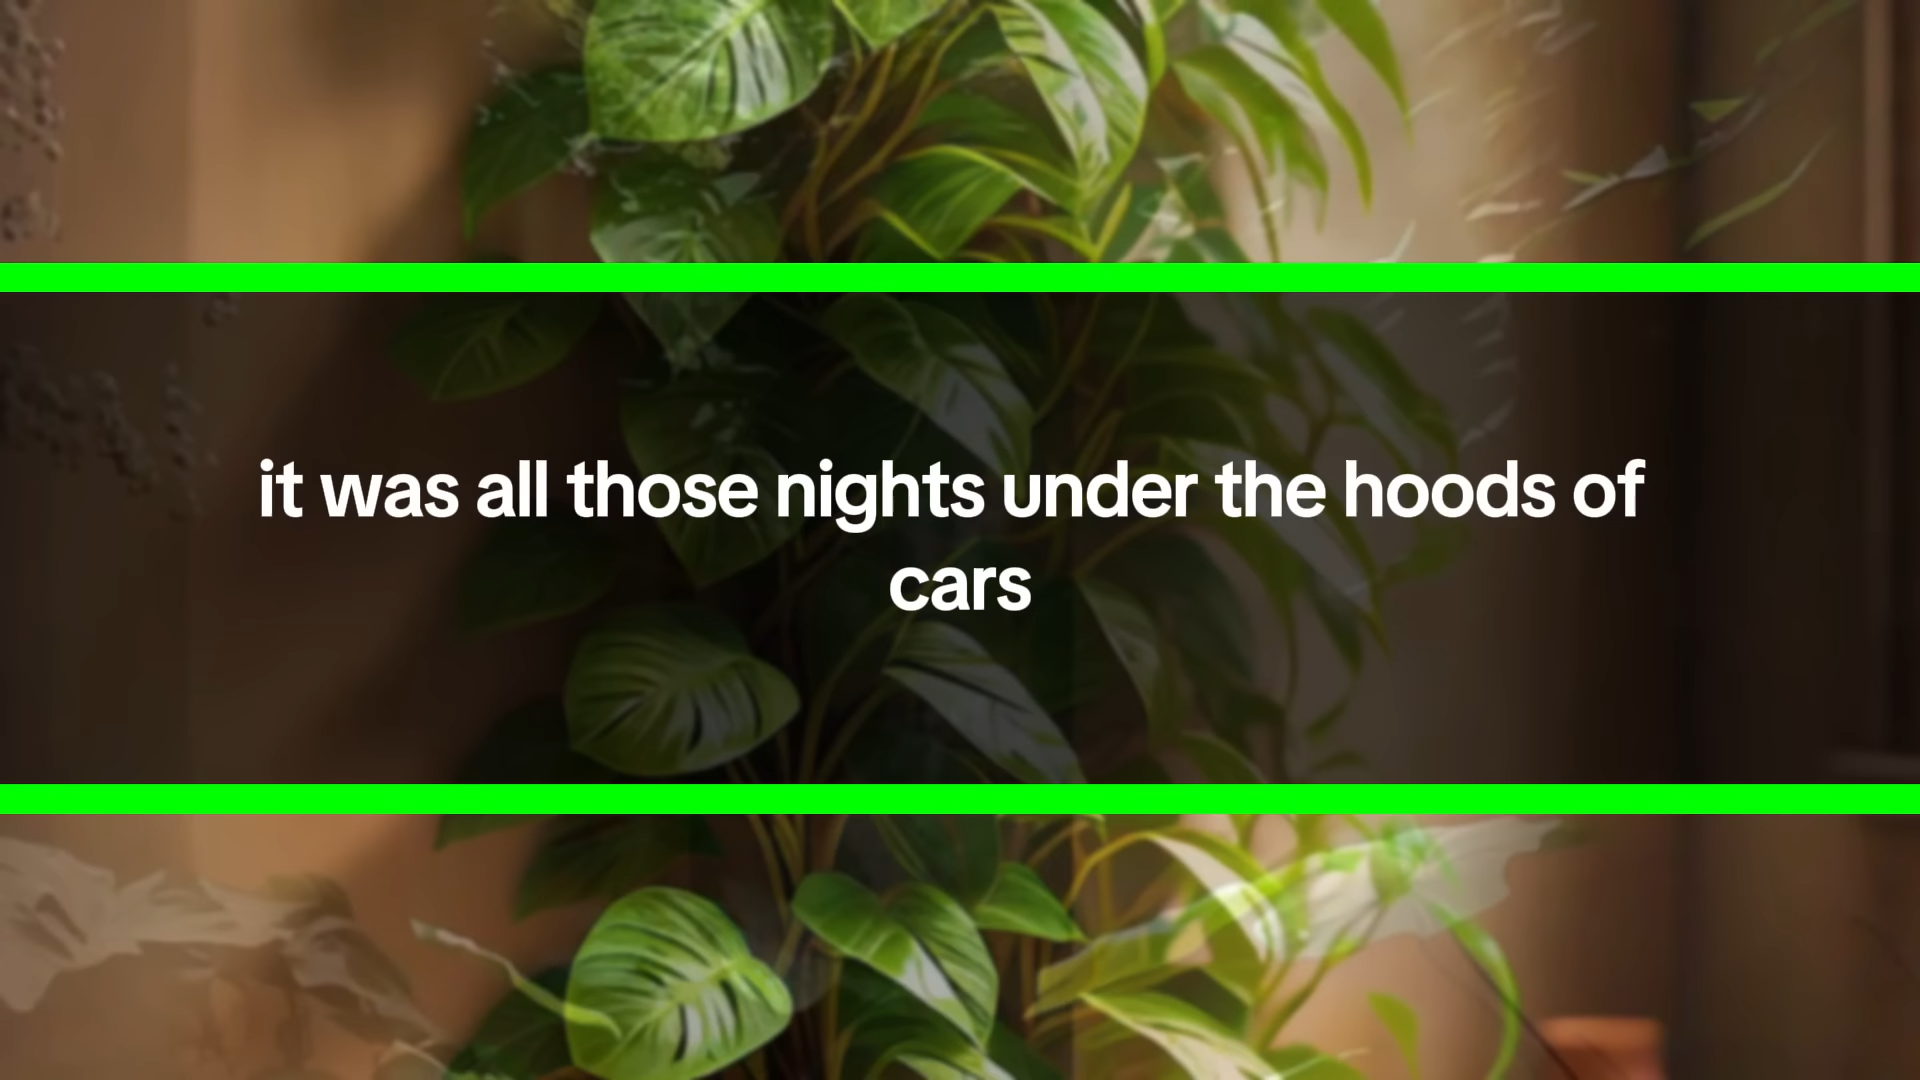 it was all those nights under the hoods of
cars